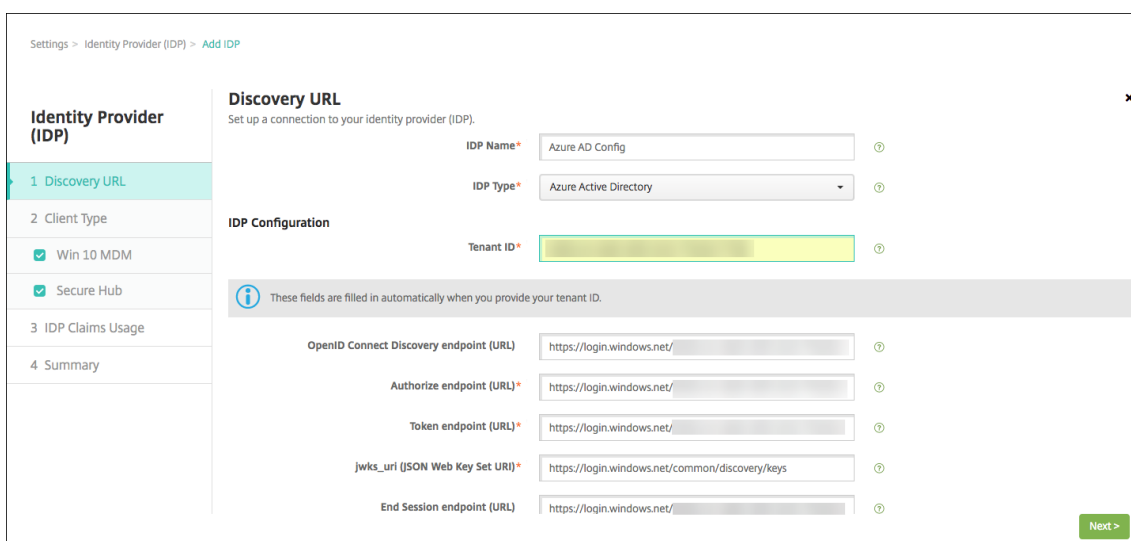 Settings > Identity Provider (IDP) > Add IDP
Identity Provider
(IDP)
1 Discovery URL
2 Client Type
Win 10 MDM
Secure Hub
3 IDP Claims Usage
4 Summary
Discovery URL
Set up a connection to your identity provider (IDP).
IDP Name* Azure AD Config
IDP Type* Azure Active Directory
IDP Configuration
Tenant ID*
These fields are filled in automatically when you provide your tenant ID.
OpenID Connect Discovery endpoint (URL) https://login.windows.net/
Authorize endpoint (URL)* https://login.windows.net/
Token endpoint (URL)* https://login.windows.net/
jwks_uri (JSON Web Key Set URI)* https://login.windows.net/common/discovery/keys
End Session endpoint (URL) https://login.windows.net/
Next >